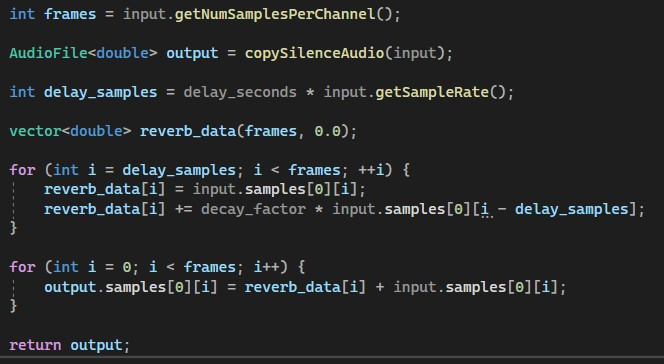 int frames = input.getNumSamplesPerChannel();
AudioFile<double> output = copySilenceAudio(input);
int delay_samples = delay_seconds * input.getSampleRate();
vector<double> reverb_data(frames, 0.0);
for (int i = delay_samples; i < frames; ++i) {
reverb_data[i] = input.samples[0][i];
reverb_data[i] += decay_factor * input.samples[0][i - delay_samples];
}
for (int i = 0; i < frames; i++) {
output.samples[0][i] = reverb_data[i] + input.samples[0][i];
}
return output;